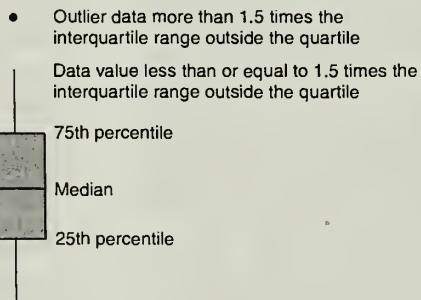 Outlier data more than 1.5 times the
interquartile range outside the quartile
Data value less than or equal to 1.5 times the
interquartile range outside the quartile
75th percentile
Median
25th percentile